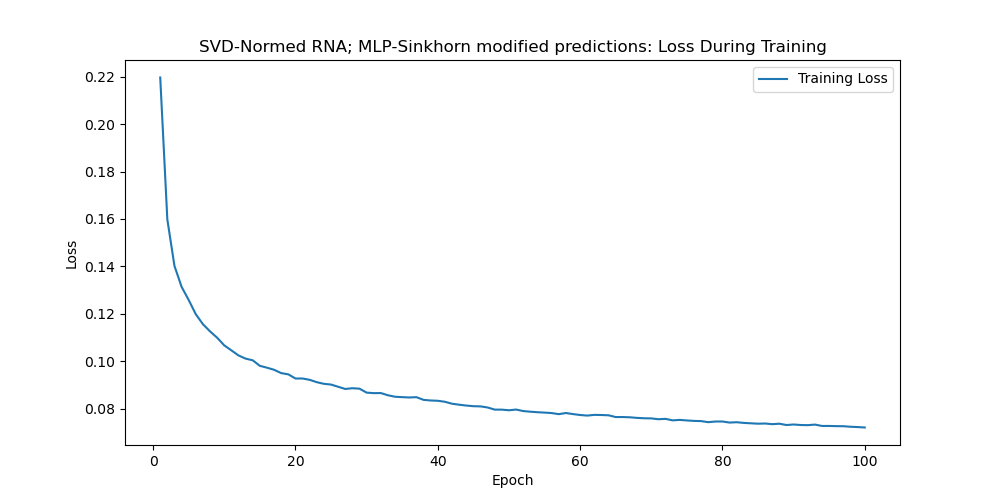 SVD-Normed RNA; MLP-Sinkhorn modified predictions: Loss During Training
Training Loss
0.22
0.20
0.18
0.16
0.14
0.12
0.10
0.08
Loss
0 20 40 60 80 100
Epoch